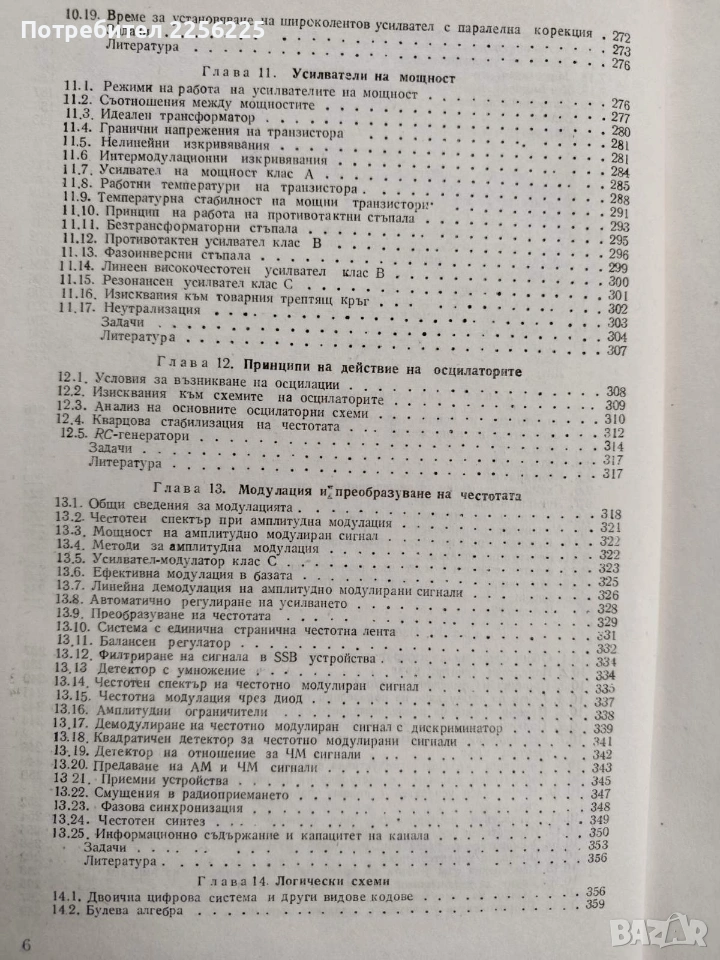 Потребител 2256225
10.19. Време за установяване на широколентов усилвател с паралелна корекция . 272
Задачи . . . 273
Литература . . . 276
Глава 11. Усилватели на мощност
11.1. Режими на работа на усилвателите на мощност . . . 276
11.2. Съотношения между мощностите . . . 277
11.3. Идеален трансформатор . . . 280
11.4. Гранични напрежения на транзистора . . . 281
11.5. Нелинейни изкривявания . . . 281
11.6 Интермодулационни изкривявания . . . 284
11.7. Усилвател на мощност клас А . . . 285
11.8. Работни температури на транзистора . . . 288
11.9. Температурна стабилност на мощни транзистори . . . 291
11.10. Принцип на работа на противотактни стъпала . . . 293
11.11. Безтрансформаторни стъпала . . . 295
11.12. Противотактен усилвател клас В . . . 296
11.13. Фазоинверсни стъпала . . . 299
11.14. Линеен високочестотен усилвател клас В . . . 300
11.15. Резонансен усилвател клас С . . . 301
11.16. Изисквания към товарния трептящ кръг . . . 302
11.17. Неутрализация . . . 303
Задачи . . . 304
Литература . . . 307
Глава 12. Принципи на действие на осцилаторите
12.1. Условия за възникване на осцилации . . . 308
12.2. Изисквания към схемите на осцилаторите . . . 309
12.3. Анализ на основните осцилаторни схеми . . . 310
12.4. Кварцова стабилизация на честотата . . . 312
12.5. RC-генератори . . . 314
Задачи . . . 317
Литература . . . 317
Глава 13. Модулация и преобразуване на честотата
13.1. Общи сведения за модулацията . . . 318
13.2. Честотен спектър при амплитудна модулация . . . 321
13.3. Мощност на амплитудно модулиран сигнал . . . 322
13.4. Методи за амплитудна модулация . . . 322
13.5. Усилвател-модулатор клас С . . . 323
13.6. Ефективна модулация в базата . . . 325
13.7. Линейна демодулация на амплитудно модулирани сигнали . . . 326
13.8. Автоматично регулиране на усилването . . . 328
13.9. Преобразуване на честотата . . . 329
13.10. Система с единична странична честотна лента . . . 331
13.11. Балансен регулатор . . . 332
13.12. Филтриране на сигнала в SSB устройства . . . 334
13.13 Детектор с умножение . . . 334
13.14. Честотен спектър на честотно модулиран сигнал . . . 335
13.15. Честотна модулация чрез диод . . . 337
13.16. Амплитудни ограничители . . . 338
13.17. Демодулиране на честотно модулиран сигнал с дискриминатор . . . 339
13.18. Квадратичен детектор за честотно модулирани сигнали . . . 341
13.19. Детектор на отношение за ЧМ сигнали . . . 342
13.20. Предаване на АМ и ЧМ сигнали . . . 343
13 21. Приемни устройства . . . 345
13.22. Смущения в радиоприемането . . . 347
13.23. Фазова синхронизация . . . 348
13.24. Честотен синтез . . . 349
13.25. Информационно съдържание и капацитет на канала . . . 350
Задачи . . . 353
Литература . . . 356
Глава 14. Логически схеми
14.1. Двоична цифрова система и други видове кодове . . . 356
14.2. Булева алгебра . . . 359
6
BAZAR